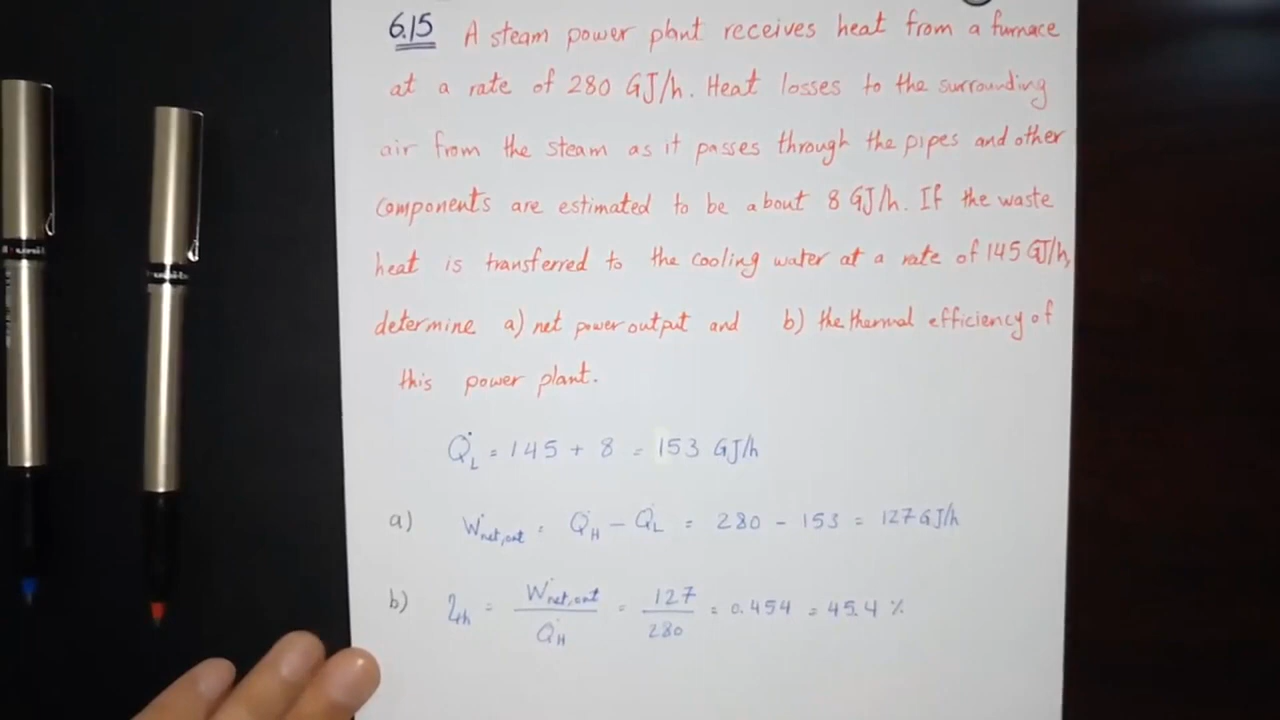 6.15 A steam power plant receives heat from a furnace
at a rate of 280 GJ/h. Heat losses to the surrounding
air from the steam as it passes through the pipes and other
components are estimated to be about 8 GJ/h. If the waste
heat is transferred to the cooling water at a rate of 145 GJ/h,
determine a) net power output and b) the thermal efficiency of
this power plant.
Q̇L = 145 + 8 = 153 GJ/h
a) Ẇnet,out = Q̇H − Q̇L = 280 − 153 = 127 GJ/h
b) ηth = Ẇnet,out / Q̇H = 127 / 280 = 0.454 = 45.4 %